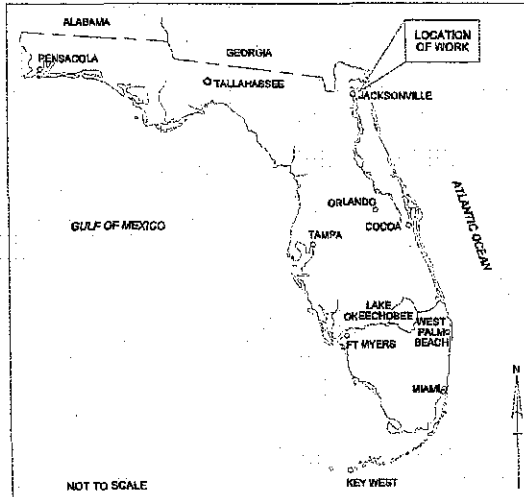 ALABAMA
GEORGIA
LOCATION
OF WORK
PENSACOLA
TALLAHASSEE
JACKSONVILLE
ORLANDO
ATLANTIC OCEAN
GULF OF MEXICO
TAMPA
COCOA
LAKE
OKEECHOBEE
WEST
PALM
BEACH
FT MYERS
MIAMI
N
NOT TO SCALE
KEY WEST